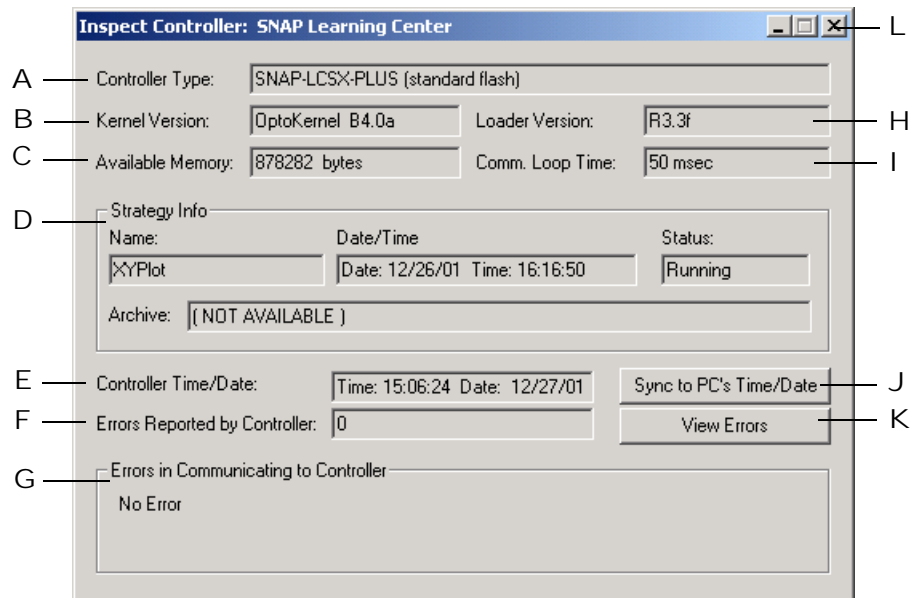 Inspect Controller: SNAP Learning Center
L
A
Controller Type:
SNAP-LCSX-PLUS (standard flash)
B
Kernel Version:
OptoKernel B4.0a
Loader Version:
R3.3f
H
C
Available Memory:
878282 bytes
Comm. Loop Time:
50 msec
I
D
Strategy Info
Name:
Date/Time
Status:
XYPlot
Date: 12/26/01 Time: 16:16:50
Running
Archive:
( NOT AVAILABLE )
E
Controller Time/Date:
Time: 15:06:24 Date: 12/27/01
Sync to PC's Time/Date
J
F
Errors Reported by Controller:
0
View Errors
K
G
Errors in Communicating to Controller
No Error